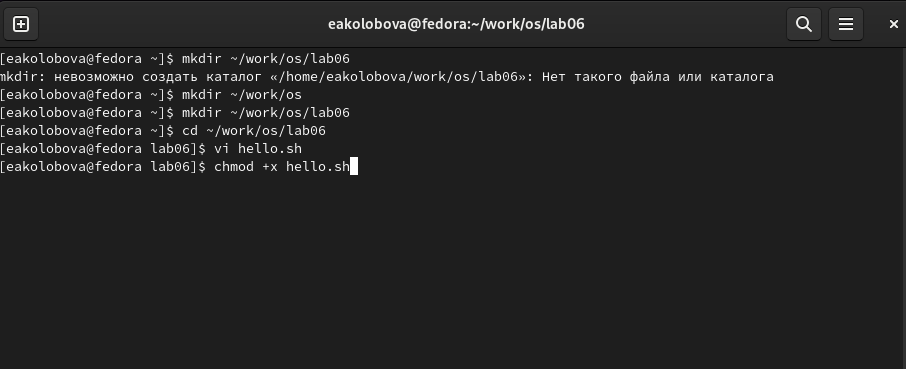 eakolobova@fedora:~/work/os/lab06
[eakolobova@fedora ~]$ mkdir ~/work/os/lab06
mkdir: невозможно создать каталог «/home/eakolobova/work/os/lab06»: Нет такого файла или каталога
[eakolobova@fedora ~]$ mkdir ~/work/os
[eakolobova@fedora ~]$ mkdir ~/work/os/lab06
[eakolobova@fedora ~]$ cd ~/work/os/lab06
[eakolobova@fedora lab06]$ vi hello.sh
[eakolobova@fedora lab06]$ chmod +x hello.sh